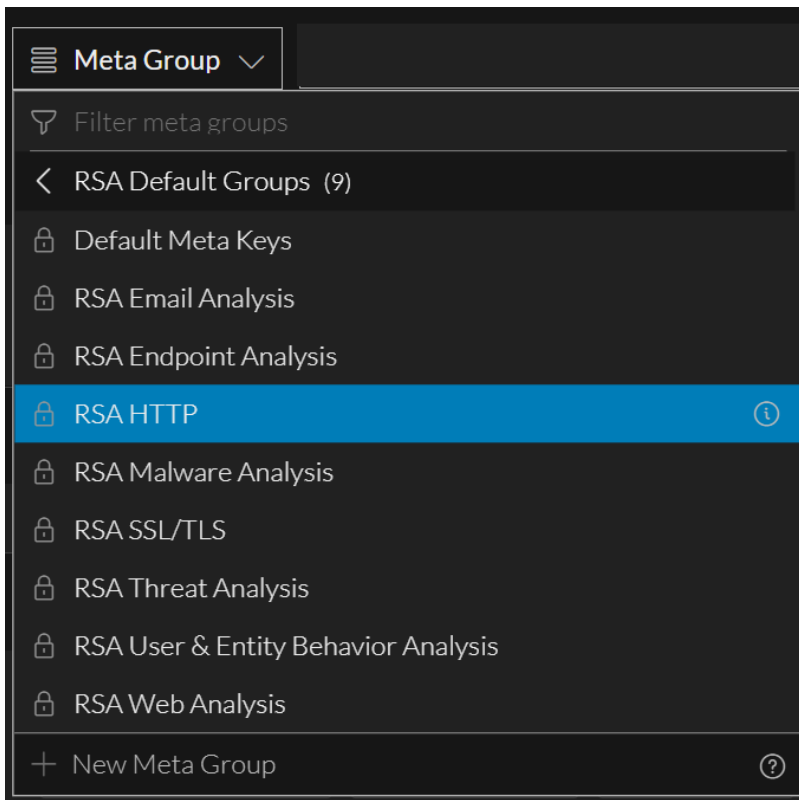 Meta Group
Filter meta groups
RSA Default Groups (9)
Default Meta Keys
RSA Email Analysis
RSA Endpoint Analysis
RSA HTTP
RSA Malware Analysis
RSA SSL/TLS
RSA Threat Analysis
RSA User & Entity Behavior Analysis
RSA Web Analysis
New Meta Group